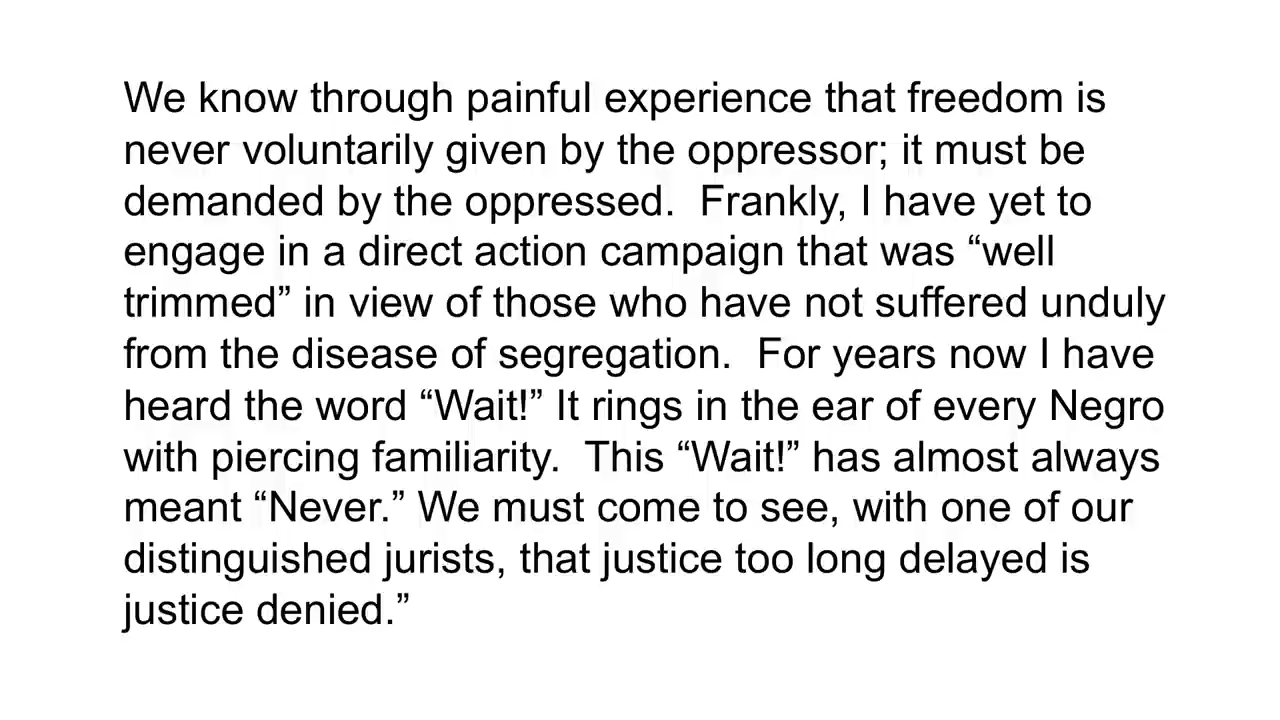 We know through painful experience that freedom is
never voluntarily given by the oppressor; it must be
demanded by the oppressed.  Frankly, I have yet to
engage in a direct action campaign that was “well
trimmed” in view of those who have not suffered unduly
from the disease of segregation.  For years now I have
heard the word “Wait!” It rings in the ear of every Negro
with piercing familiarity.  This “Wait!” has almost always
meant “Never.” We must come to see, with one of our
distinguished jurists, that justice too long delayed is
justice denied.”